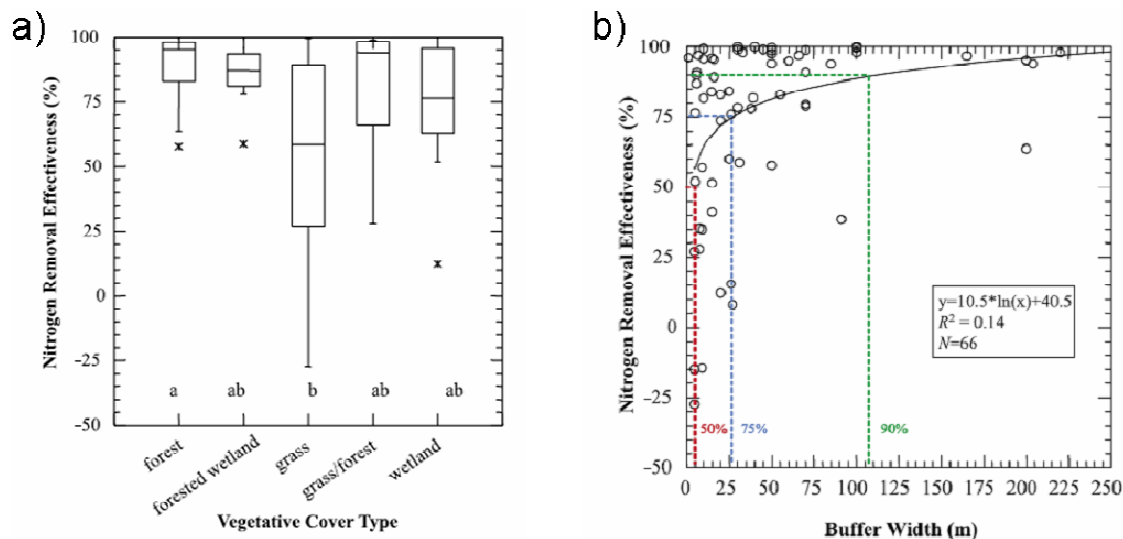 a)
Nitrogen Removal Effectiveness (%)
100
75
50
25
0
-25
-50
a ab b ab ab
forest
forested wetland
grass
grass/forest
wetland
Vegetative Cover Type
b)
Nitrogen Removal Effectiveness (%)
100
75
50
25
0
-25
-50
y=10.5*ln(x)+40.5
R² = 0.14
N=66
50% 75% 90%
0 25 50 75 100 125 150 175 200 225 250
Buffer Width (m)